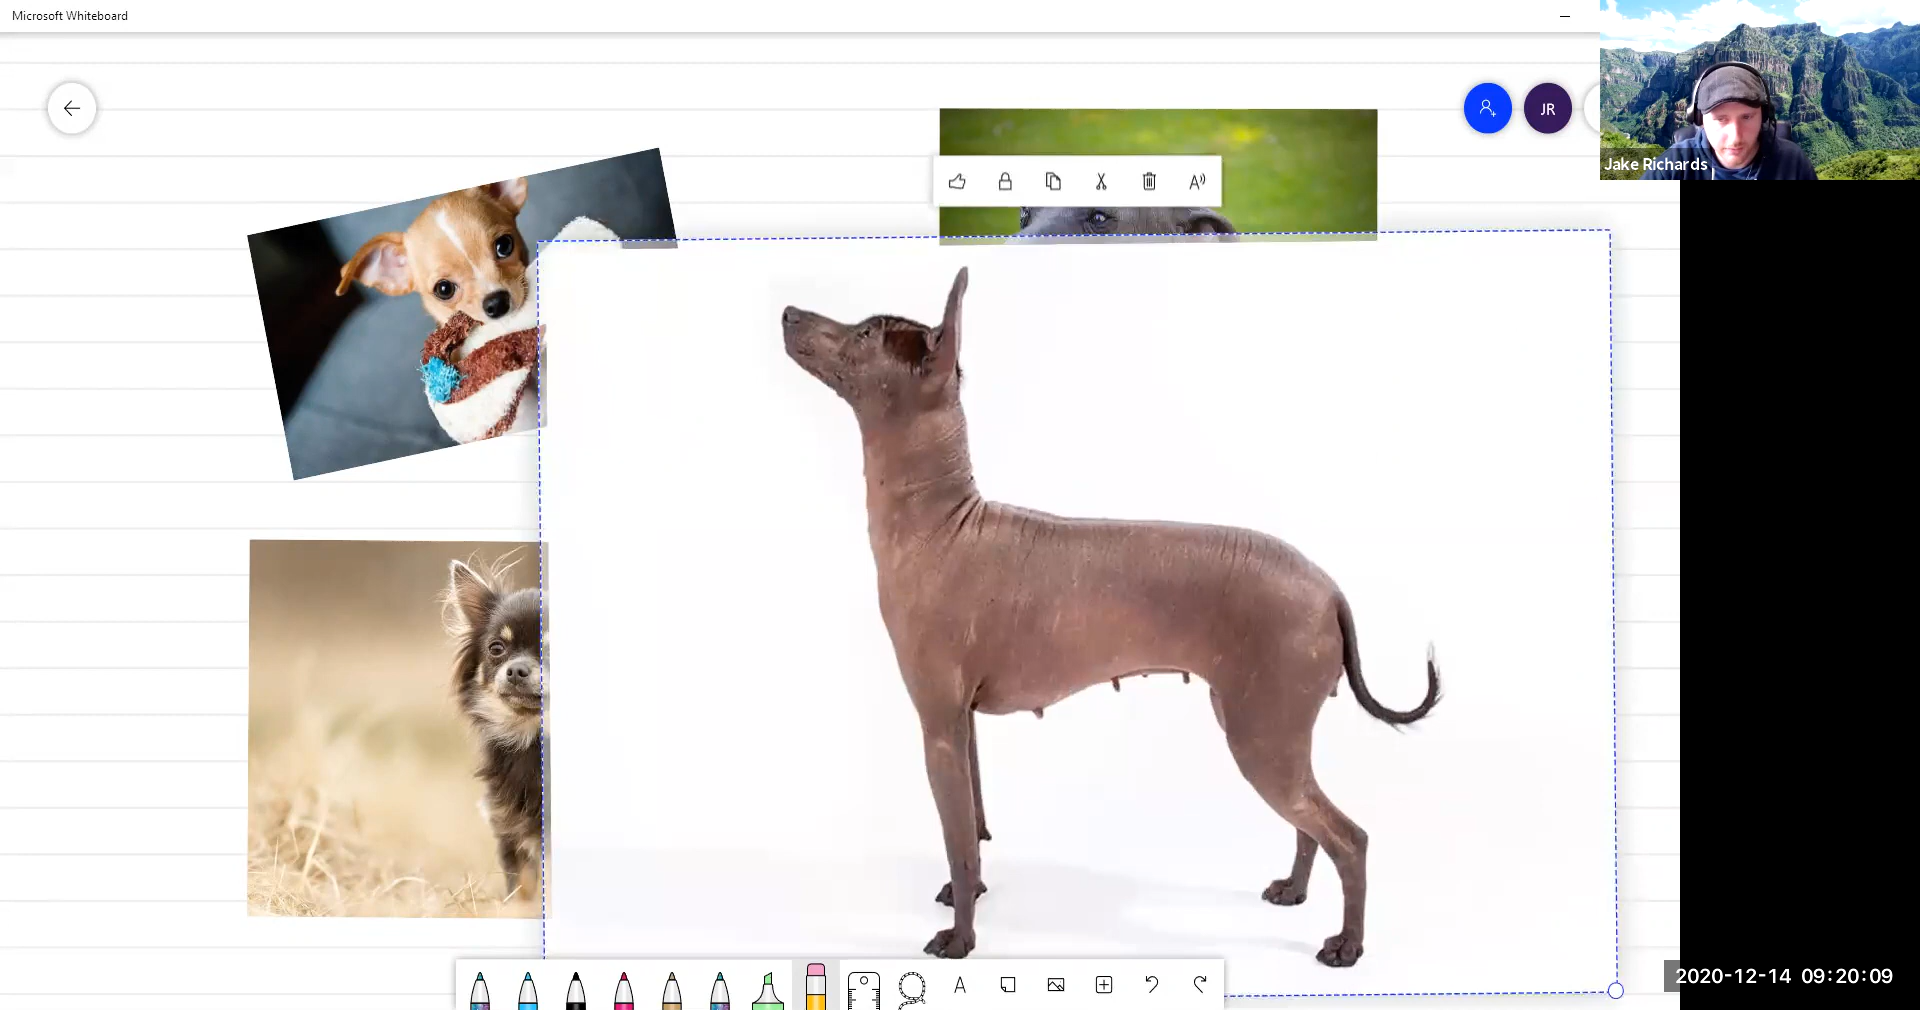 Microsoft Whiteboard
JR
Jake Richards
A
A
2020-12-14 09:20:09